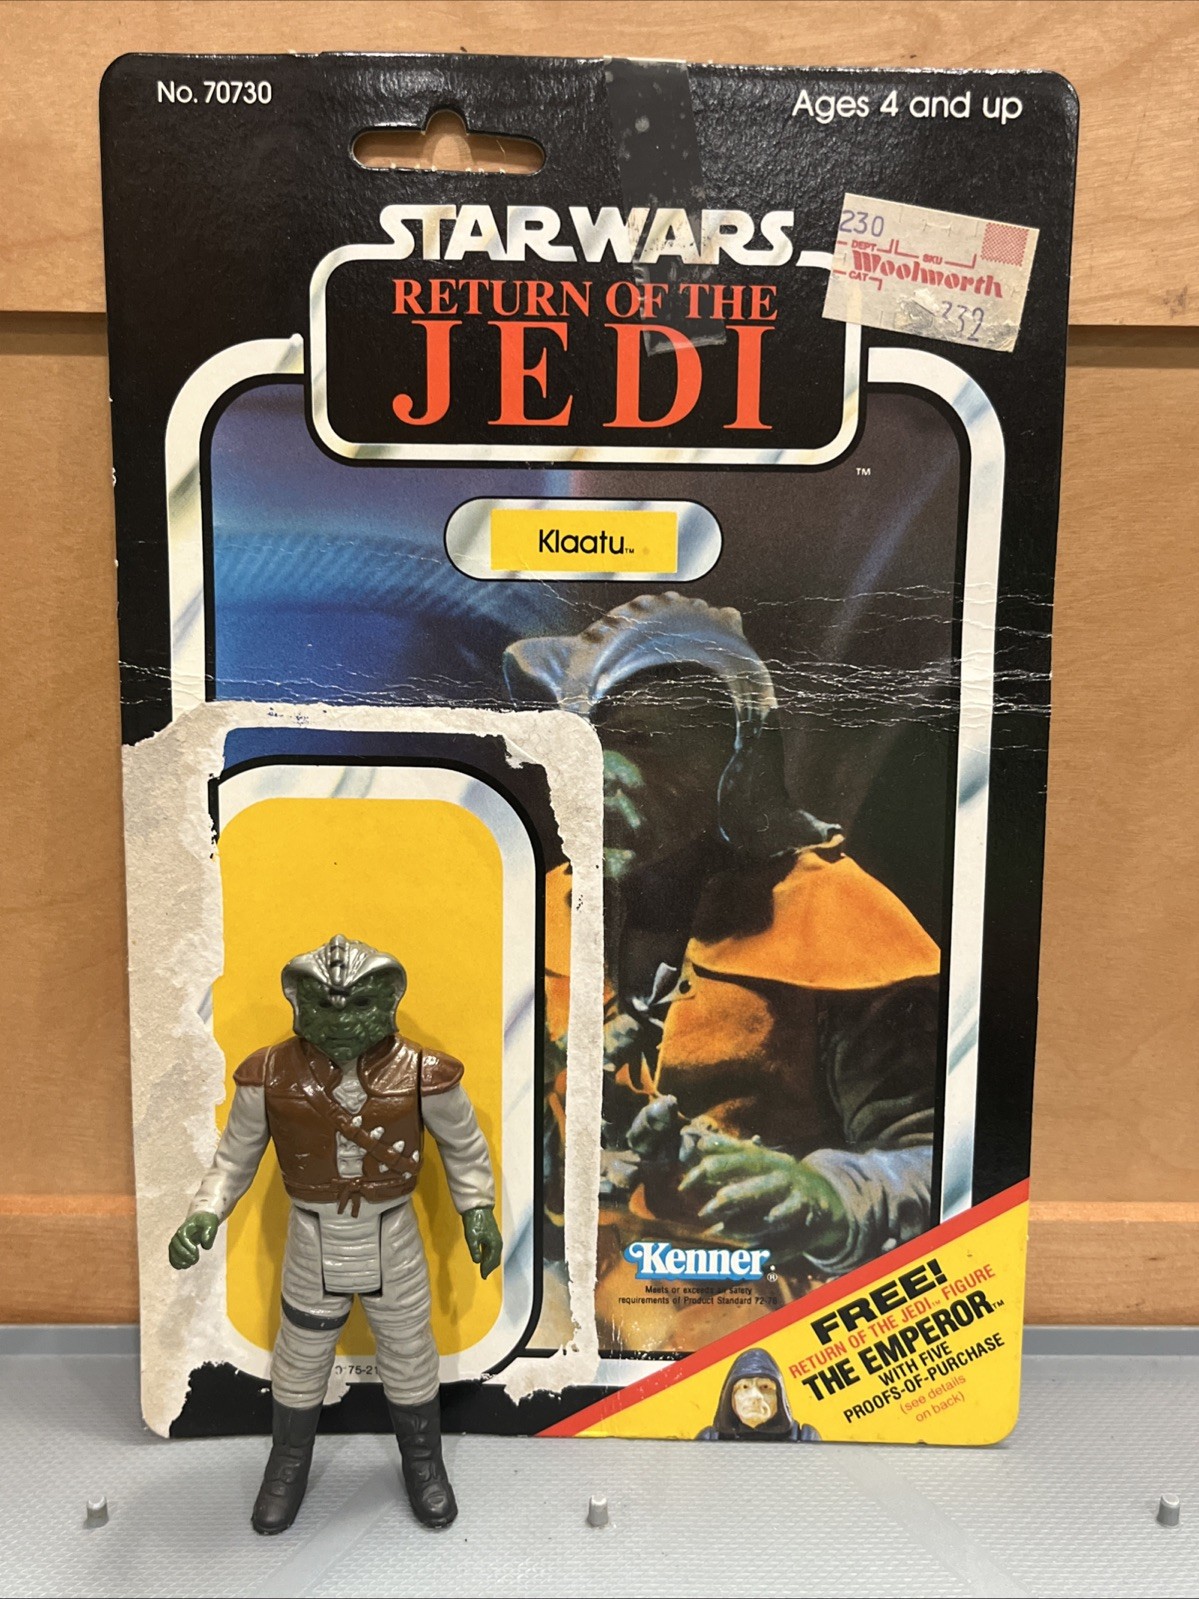 No. 70730
Ages 4 and up
STAR WARS
RETURN OF THE
JEDI
TM
230
DEPT
SKU
Woolworth
CAT
332
Klaatu™
Kenner®
Meets or exceeds all safety
requirements of Product Standard 72-76
FREE!
RETURN OF THE JEDI™ FIGURE
THE EMPEROR™
WITH FIVE
PROOFS-OF-PURCHASE
(see details
on back)